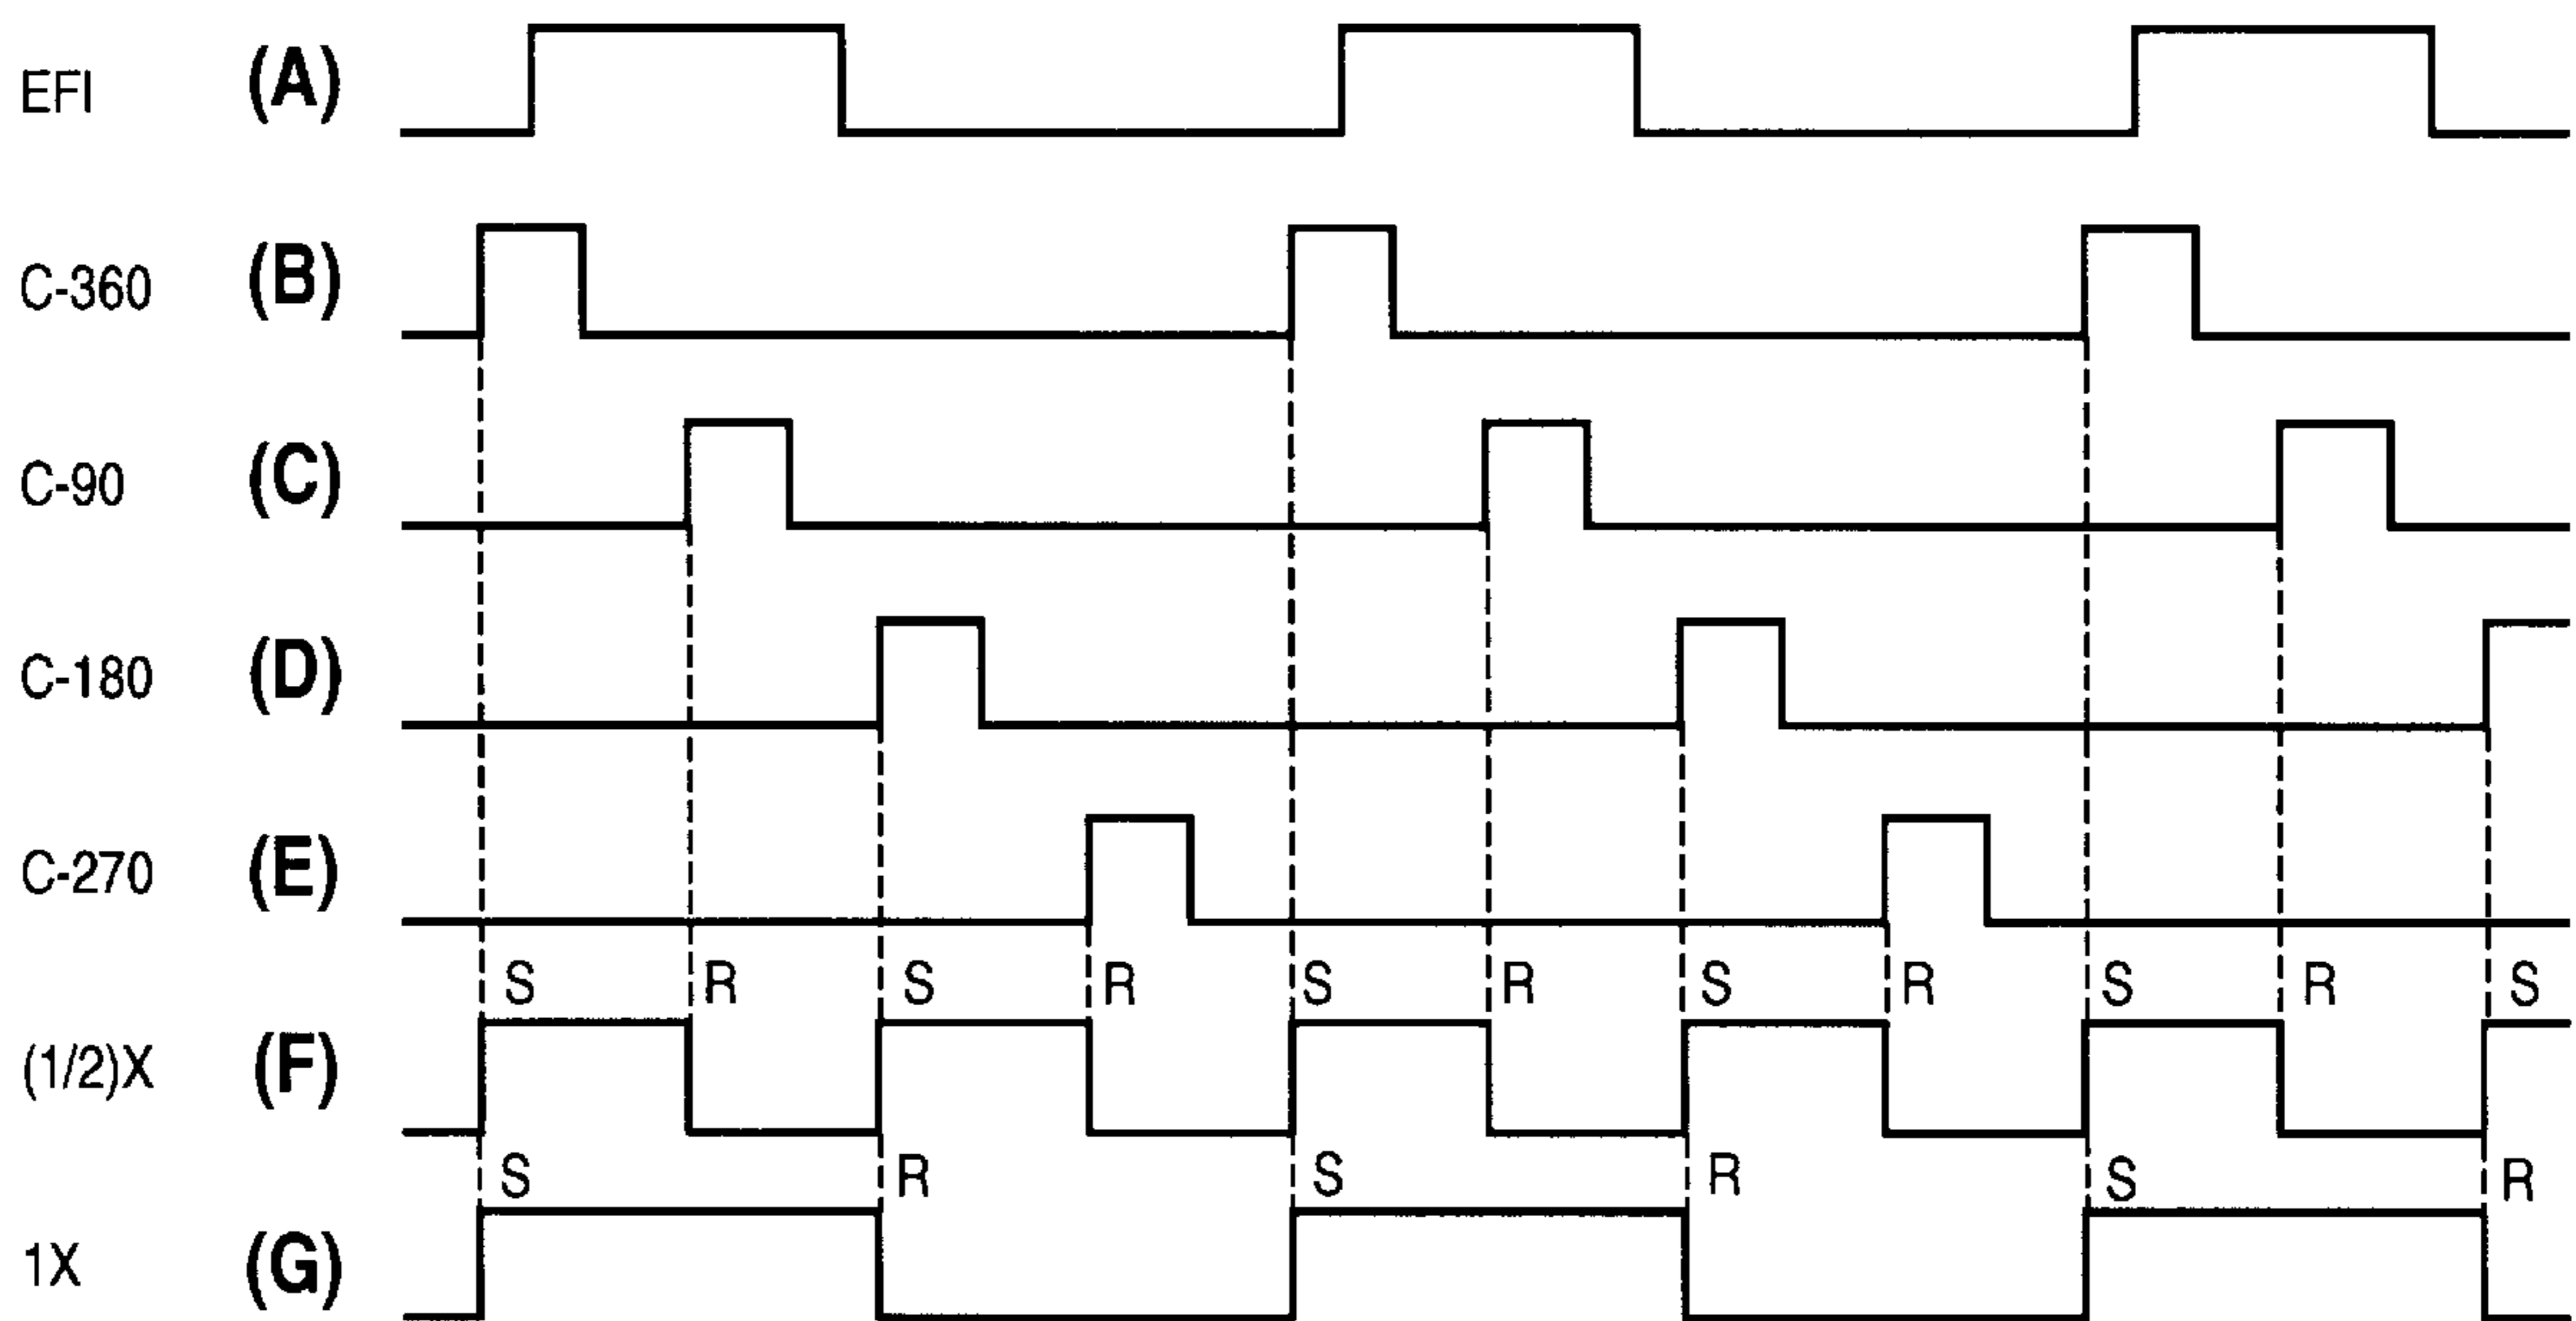 EFI (A)
C-360 (B)
C-90 (C)
C-180 (D)
C-270 (E)
S R S R S R S R S R S
(1/2)X (F)
S R S R S R
1X (G)